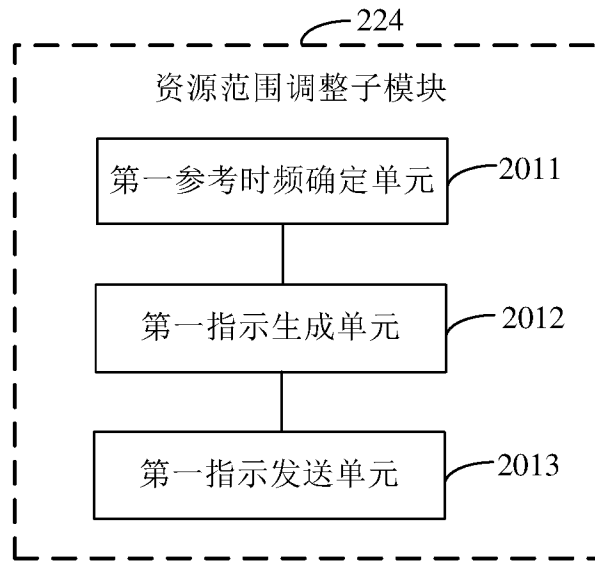 224
资源范围调整子模块
第一参考时频确定单元
2011
第一指示生成单元
2012
第一指示发送单元
2013